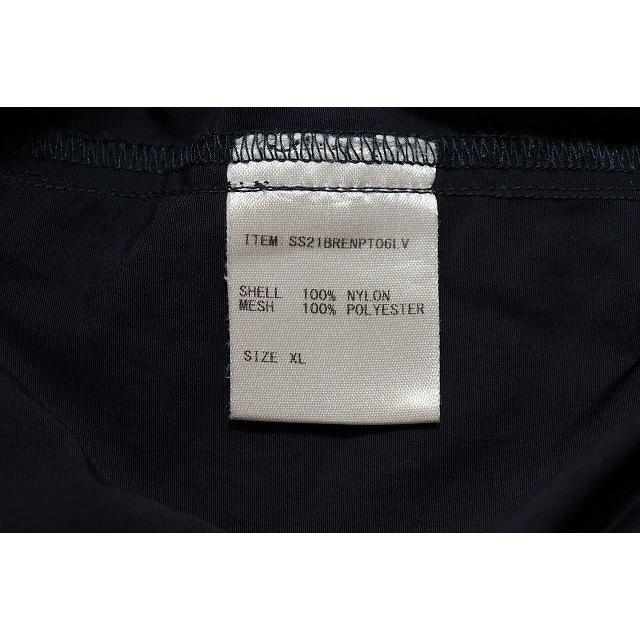 ITEM SS21BRENPT06LV
SHELL 100% NYLON
MESH 100% POLYESTER
SIZE XL